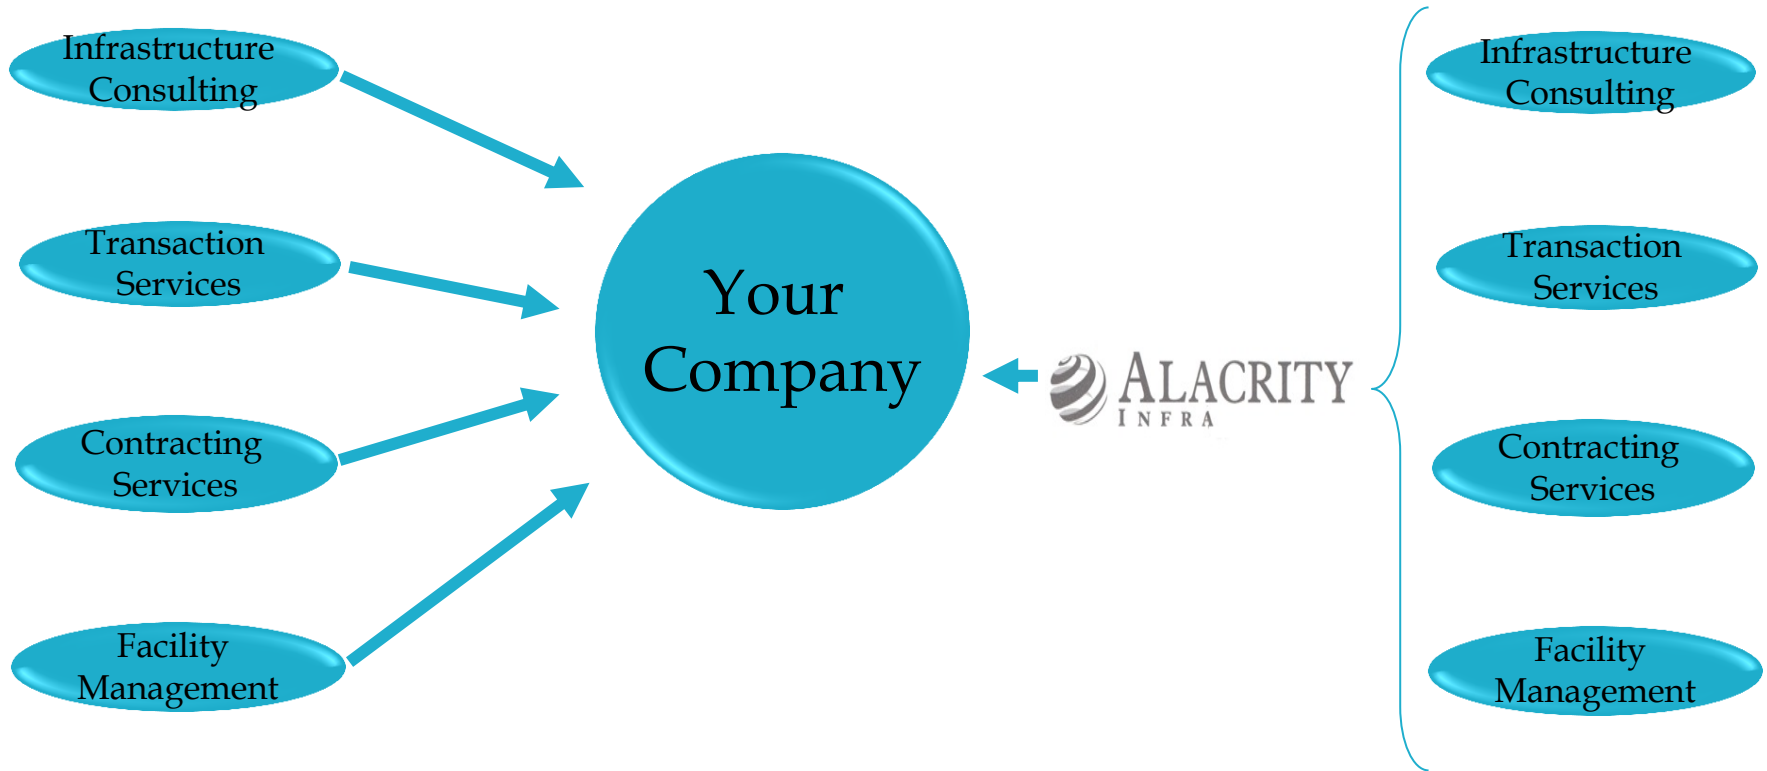 Infrastructure
Consulting
Transaction
Services
Contracting
Services
Facility
Management
Your
Company
ALACRITY
INFRA
Infrastructure
Consulting
Transaction
Services
Contracting
Services
Facility
Management